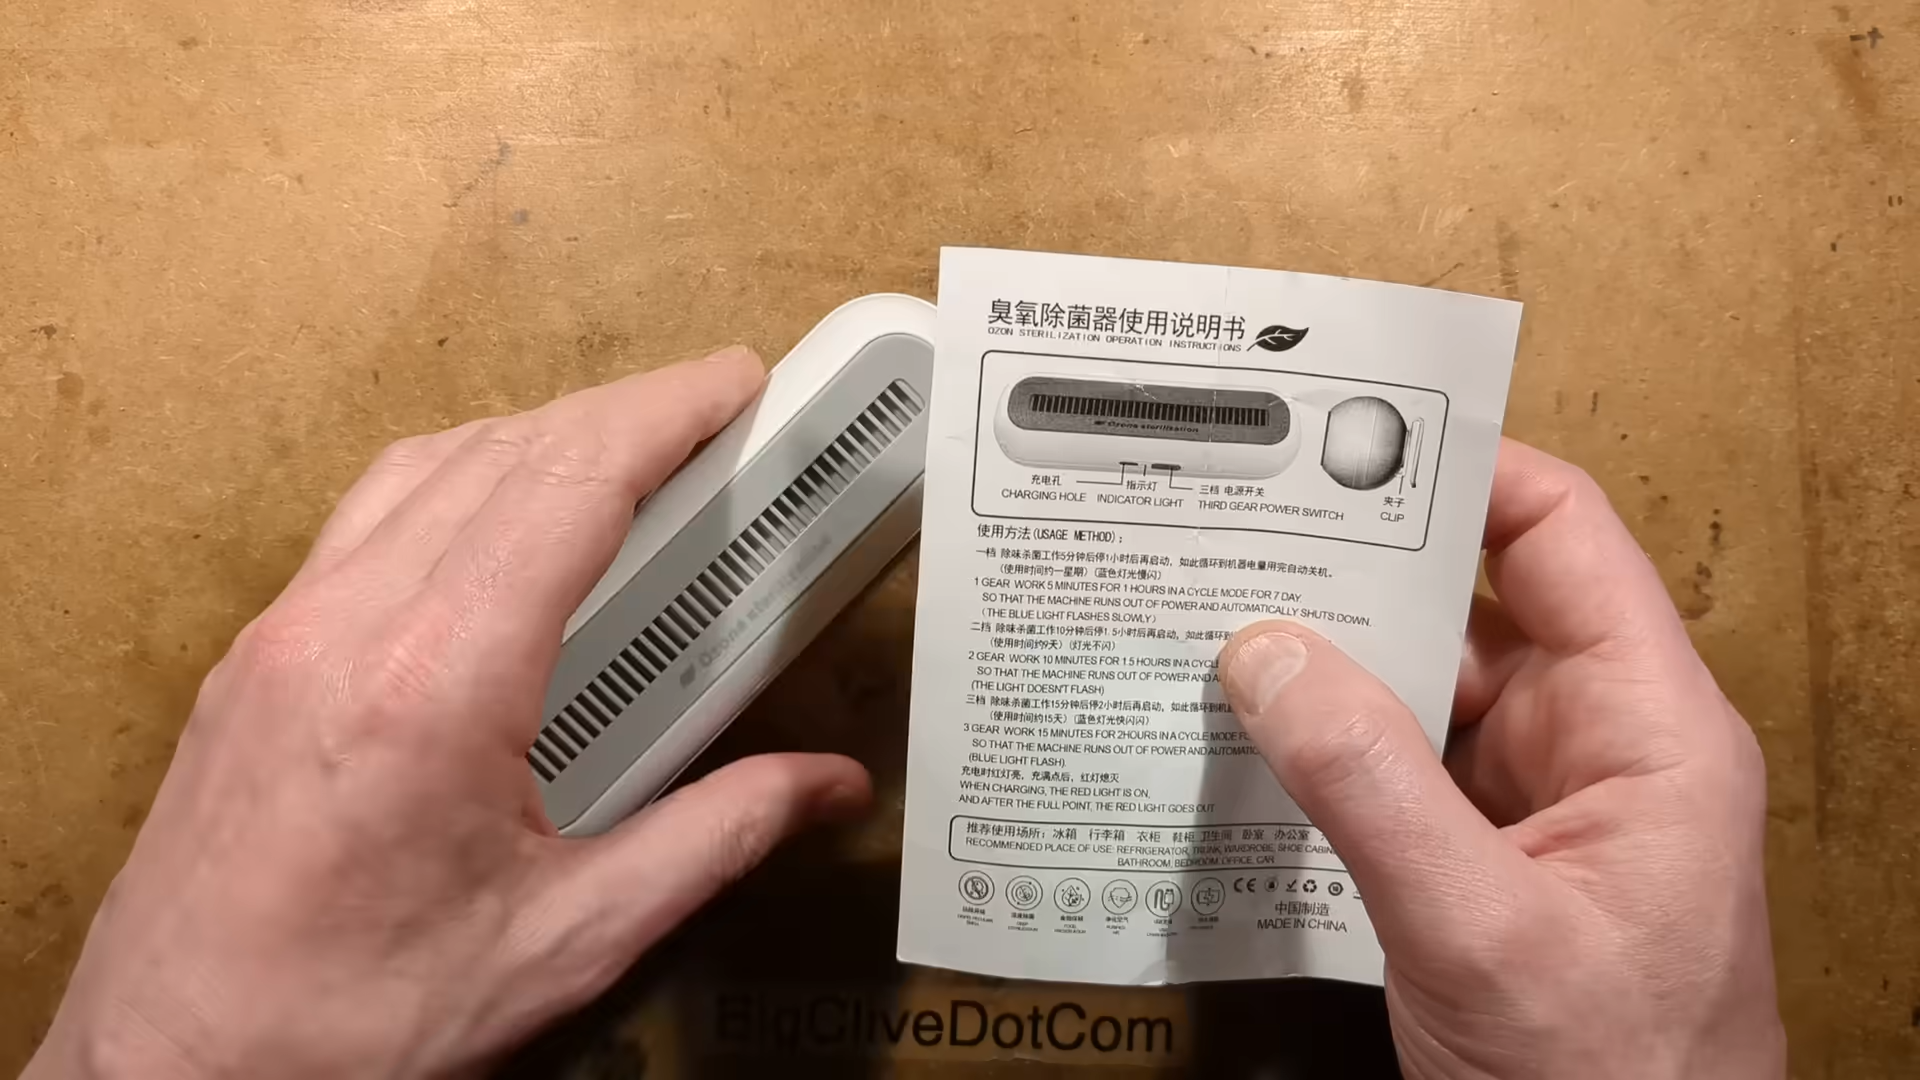 臭氧除菌器使用说明书
OZON STERILIZATION OPERATION INSTRUCTIONS
Ozone sterilization
充电孔
CHARGING HOLE
指示灯
INDICATOR LIGHT
三档 电源开关
THIRD GEAR POWER SWITCH
夹子
CLIP
使用方法(USAGE METHOD):
一档 除味杀菌工作5分钟后停1小时后再启动，如此循环到机器电量用完自动关机。
(使用时间约一星期)(蓝色灯光慢闪)
1 GEAR WORK 5 MINUTES FOR 1 HOURS IN A CYCLE MODE FOR 7 DAY,
SO THAT THE MACHINE RUNS OUT OF POWER AND AUTOMATICALLY SHUTS DOWN.
(THE BLUE LIGHT FLASHES SLOWLY)
二挡 除味杀菌工作10分钟后停1.5小时后再启动，如此循环到
(使用时间约9天)(灯光不闪)
2 GEAR WORK 10 MINUTES FOR 1.5 HOURS IN A CYCLE
SO THAT THE MACHINE RUNS OUT OF POWER AND
(THE LIGHT DOESN'T FLASH)
三档 除味杀菌工作15分钟后停2小时后再启动，如此循环到机
(使用时间约15天)(蓝色灯光快闪闪)
3 GEAR WORK 15 MINUTES FOR 2HOURS IN A CYCLE MODE
SO THAT THE MACHINE RUNS OUT OF POWER AND
(BLUE LIGHT FLASH).
充电时红灯亮，充满点后，红灯熄灭
WHEN CHARGING, THE RED LIGHT IS ON,
AND AFTER THE FULL POINT, THE RED LIGHT GOES OUT
推荐使用场所：冰箱 行李箱 衣柜 鞋柜 卫生间 卧室 办公室
RECOMMENDED PLACE OF USE: REFRIGERATOR, TRUNK, WARDROBE, SHOE
BATHROOM, BEDROOM, OFFICE, CAR
CE
净化空气
中国制造
MADE IN CHINA
Ozone sterilization
BigCliveDotCom